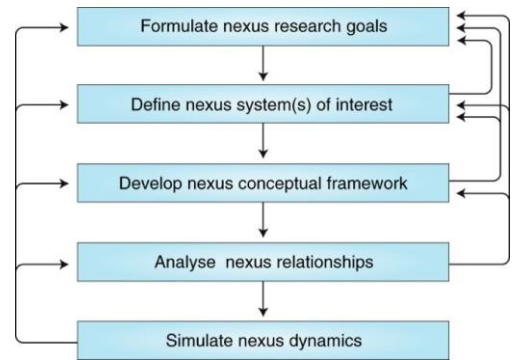 Formulate nexus research goals
Define nexus system(s) of interest
Develop nexus conceptual framework
Analyse nexus relationships
Simulate nexus dynamics